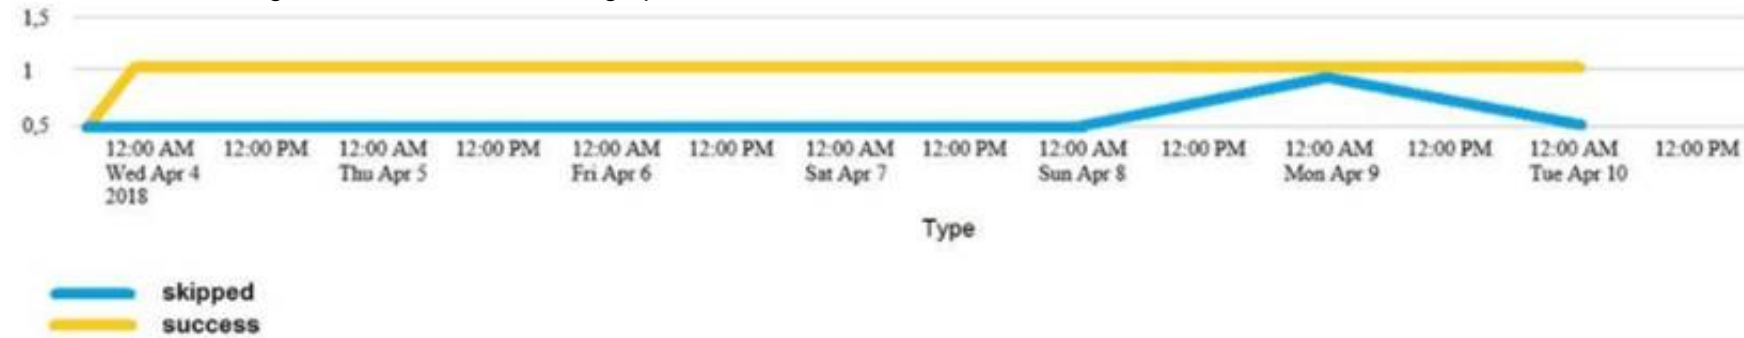 1,5
1
0,5
12:00 AM 12:00 PM 12:00 AM 12:00 PM 12:00 AM 12:00 PM 12:00 AM 12:00 PM 12:00 AM 12:00 PM 12:00 AM 12:00 PM 12:00 AM 12:00 PM
Wed Apr 4 Thu Apr 5 Fri Apr 6 Sat Apr 7 Sun Apr 8 Mon Apr 9 Tue Apr 10
2018
Type
skipped
success